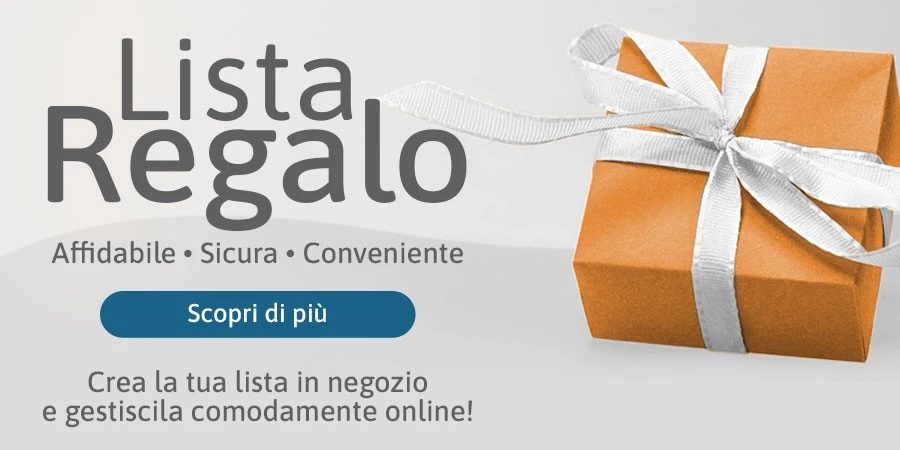 Lista
Regalo
Affidabile • Sicura • Conveniente
Scopri di più
Crea la tua lista in negozio
e gestiscila comodamente online!